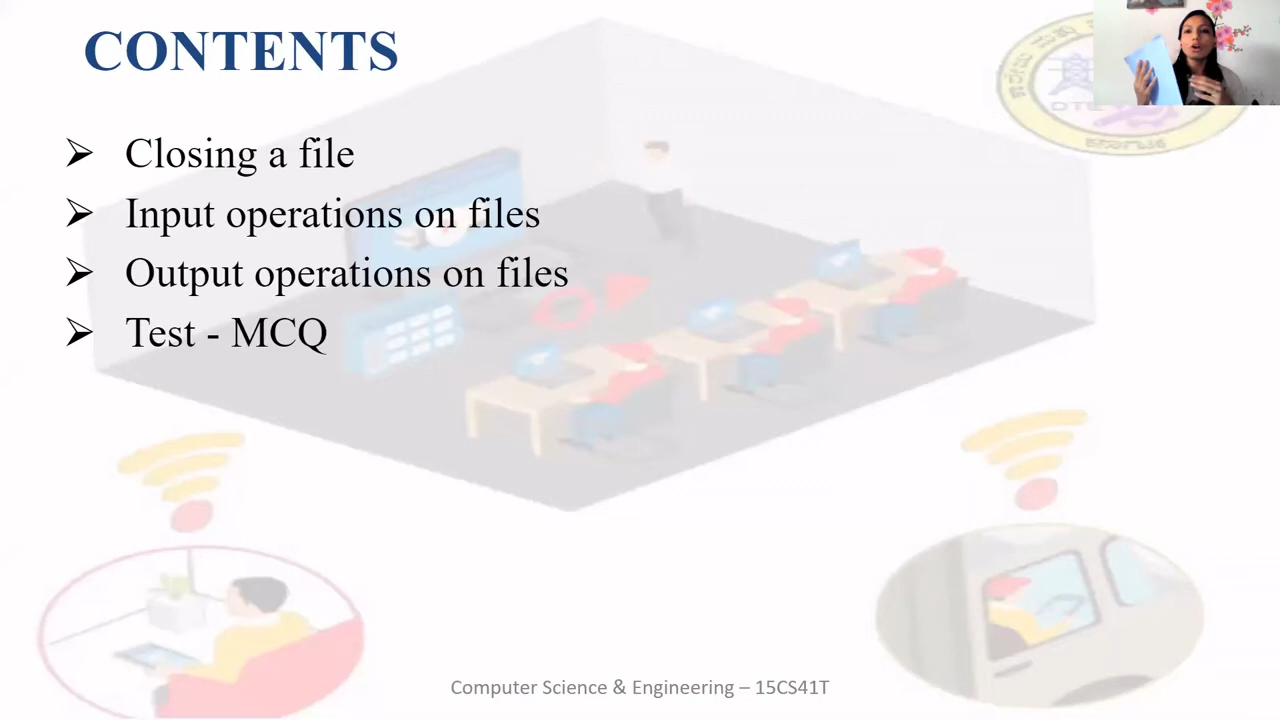 CONTENTS
➢ Closing a file
➢ Input operations on files
➢ Output operations on files
➢ Test - MCQ
Computer Science & Engineering – 15CS41T